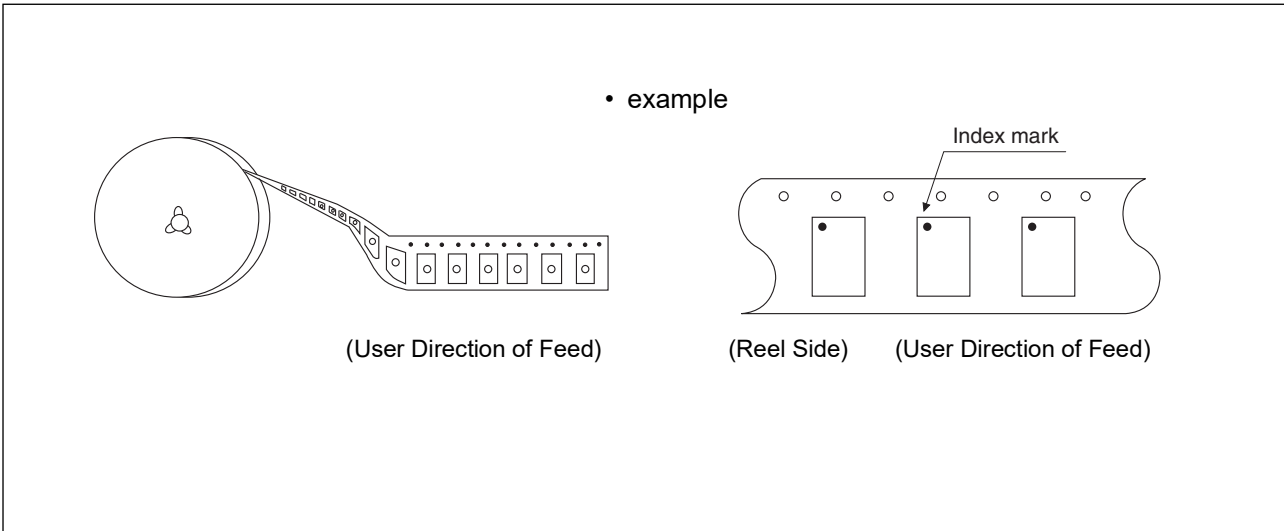 • example
Index mark
(User Direction of Feed)
(Reel Side)
(User Direction of Feed)